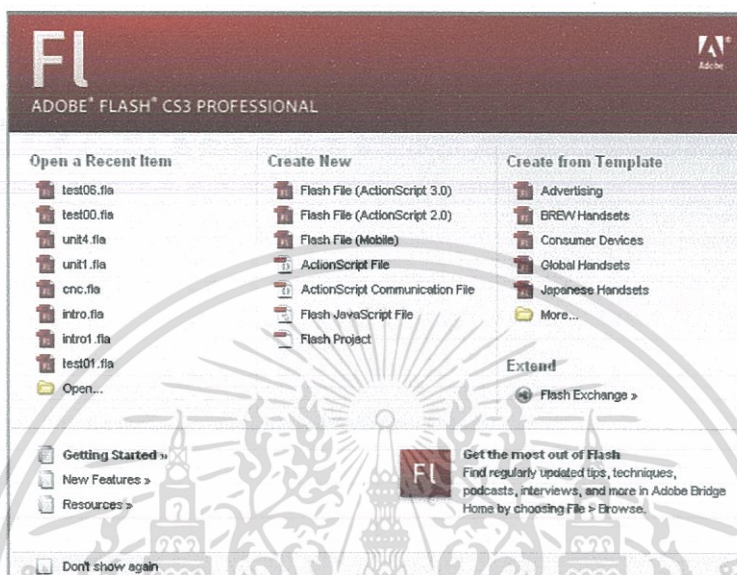 Fl
Adobe
ADOBE® FLASH® CS3 PROFESSIONAL
Open a Recent Item
test06.fla
test00.fla
unit4.fla
unit1.fla
cnc.fla
intro.fla
intro1.fla
test01.fla
Open...
Create New
Flash File (ActionScript 3.0)
Flash File (ActionScript 2.0)
Flash File (Mobile)
ActionScript File
ActionScript Communication File
Flash JavaScript File
Flash Project
Create from Template
Advertising
BREW Handsets
Consumer Devices
Global Handsets
Japanese Handsets
More...
Extend
Flash Exchange »
Getting Started »
New Features »
Resources »
Fl
Get the most out of Flash
Find regularly updated tips, techniques,
podcasts, interviews, and more in Adobe Bridge
Home by choosing File > Browse.
Don't show again